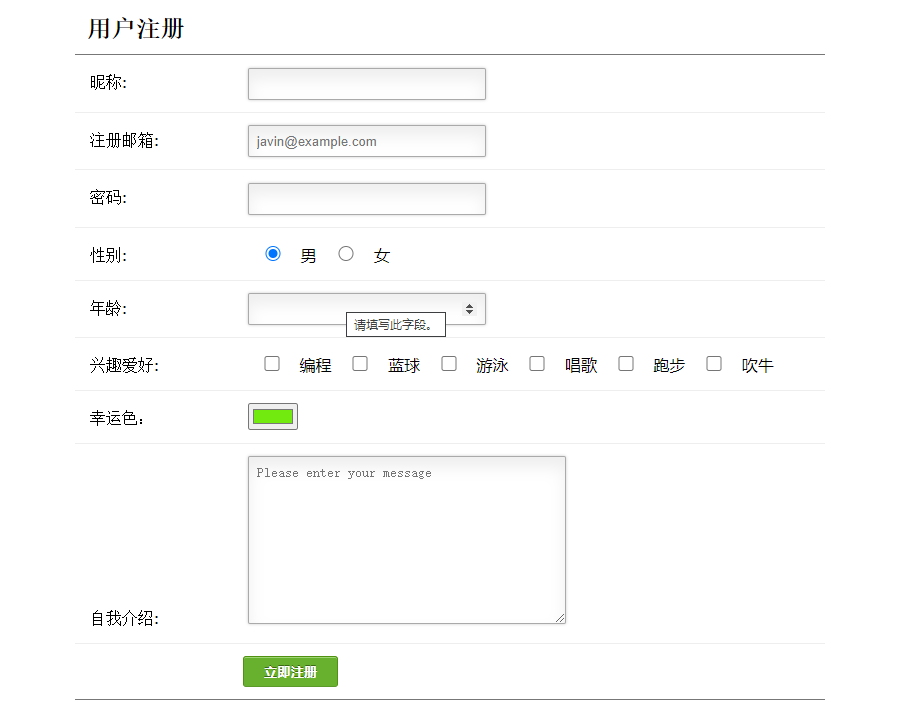 用户注册
昵称:
注册邮箱: javin@example.com
密码:
性别: 男 女
年龄:
请填写此字段。
兴趣爱好: 编程 蓝球 游泳 唱歌 跑步 吹牛
幸运色：
Please enter your message
自我介绍:
立即注册